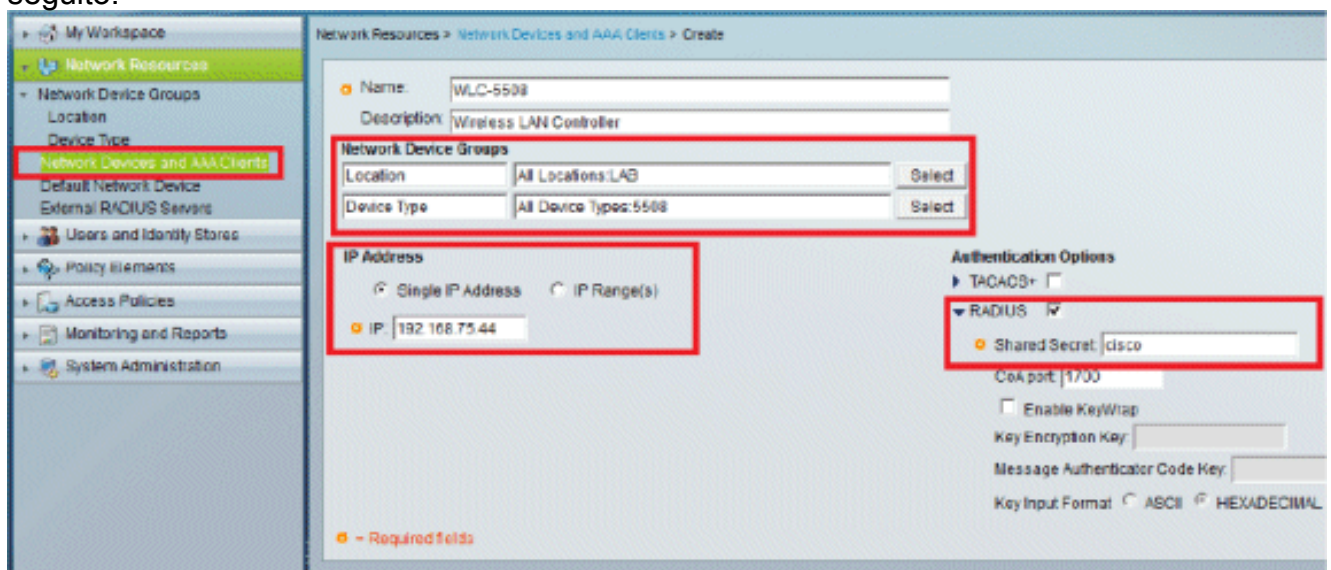 seguito.
My Workspace
Network Resources
Network Device Groups
Location
Device Type
Network Devices and AAA Clients
Default Network Device
External RADIUS Servers
Users and Identity Stores
Policy Elements
Access Policies
Monitoring and Reports
System Administration
Network Resources > Network Devices and AAA Clients > Create
Name: WLC-5508
Description: Wireless LAN Controller
Network Device Groups
Location All Locations:LAB Select
Device Type All Device Types:5508 Select
IP Address
Single IP Address IP Range(s)
IP: 192.168.75.44
Authentication Options
TACACS+
RADIUS
Shared Secret: cisco
CoA port: 1700
Enable KeyWrap
Key Encryption Key:
Message Authenticator Code Key:
Key Input Format ASCII HEXADECIMAL
= Required fields